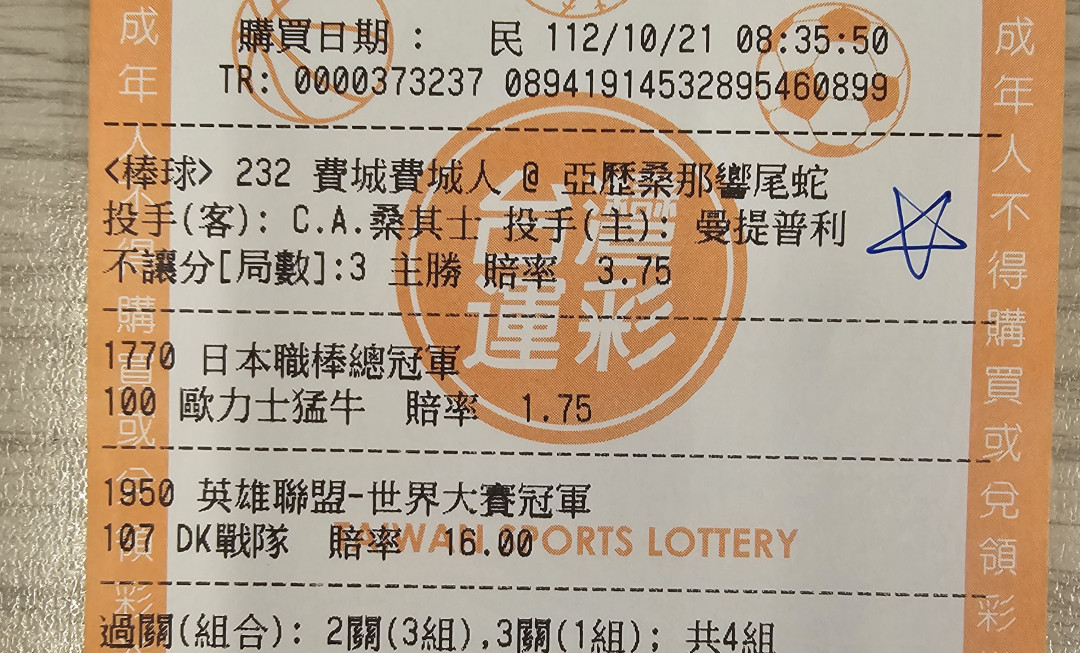 購買日期： 民 112/10/21 08:35:50
TR: 0000373237 089419145328954608​99
<棒球> 232 費城費城人 @ 亞歷桑那響尾蛇
投手(客): C.A.桑其士 投手(主): 曼提普利
不讓分[局數]:3 主勝 賠率 3.75
1770 日本職棒總冠軍
100 歐力士猛牛 賠率 1.75
1950 英雄聯盟-世界大賽冠軍
107 DK戰隊 賠率 16.00
過關(組合): 2關(3組),3關(1組); 共4組
台灣
運彩
TAIWAN SPORTS LOTTERY
成年人不得購買或兌領彩
成年人不得購買或兌領彩